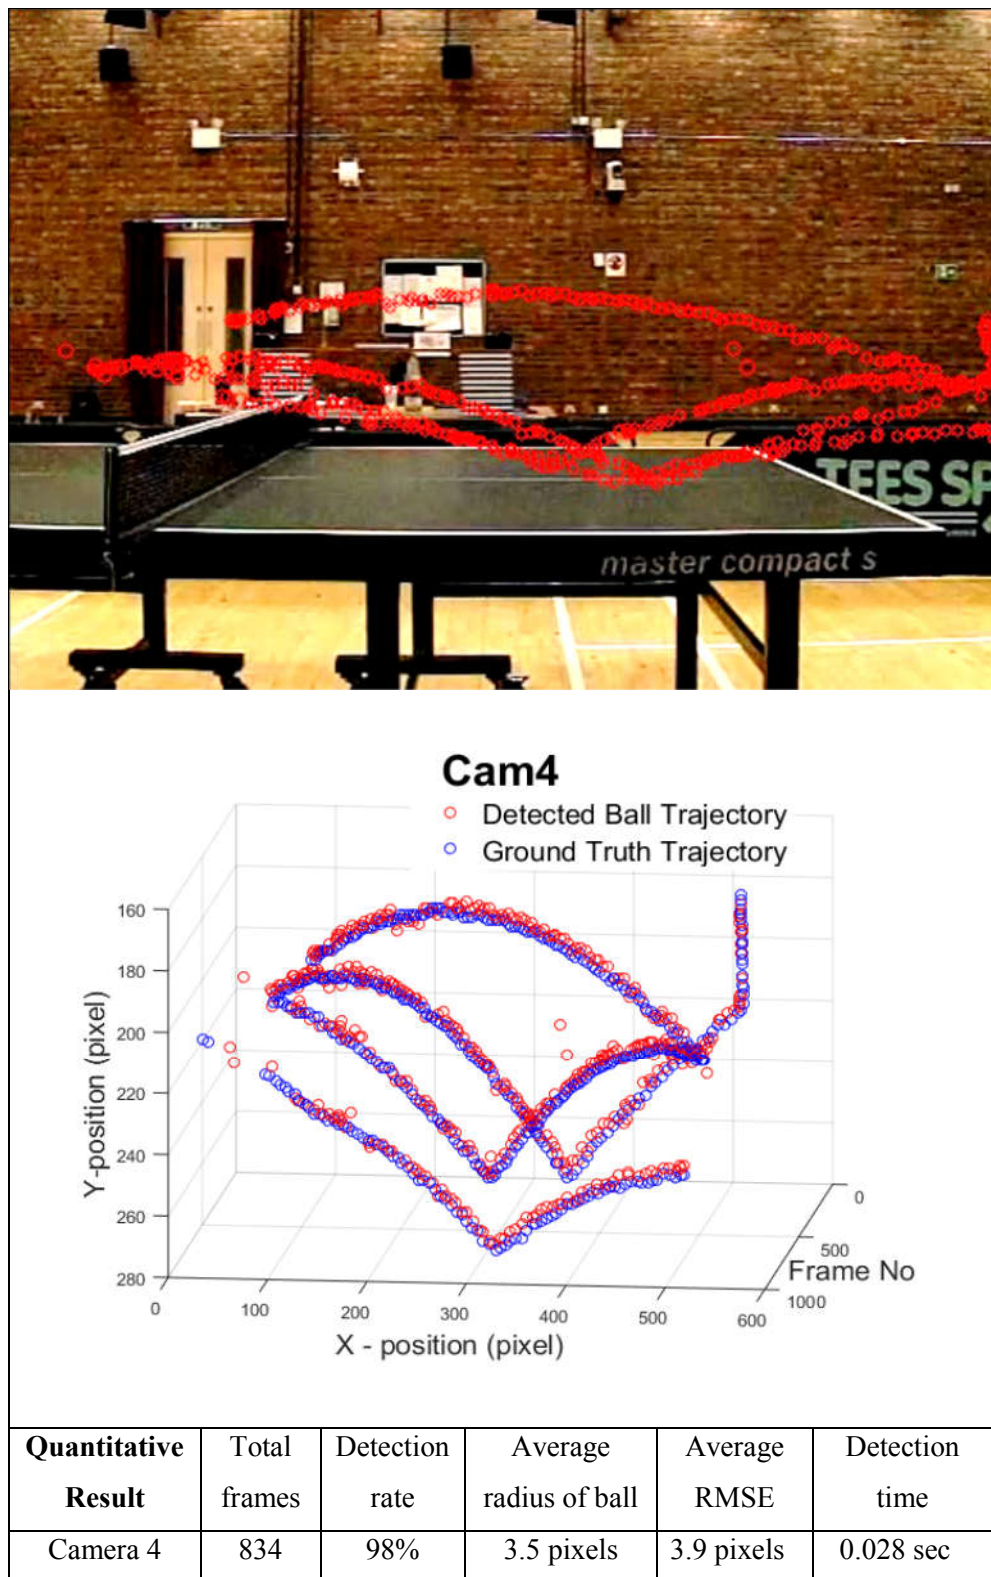 TEES SP
master compact s
Cam4
Detected Ball Trajectory
Ground Truth Trajectory
160
180
200
220
240
260
280
Y-position (pixel)
0
100
200
300
400
500
600
X - position (pixel)
0
500
1000
Frame No
Quantitative Result Total frames Detection rate Average radius of ball Average RMSE Detection time
Camera 4 834 98% 3.5 pixels 3.9 pixels 0.028 sec